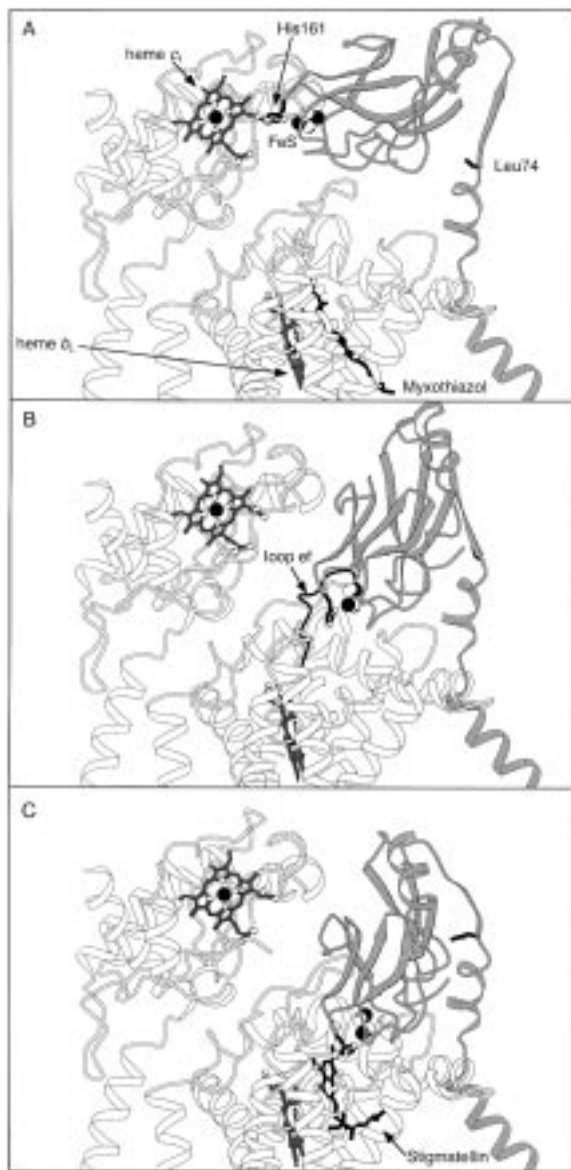 A
His161
heme c₁
FeS
Leu74
heme bL
Myxothiazol
B
loop ef
C
Stigmatellin